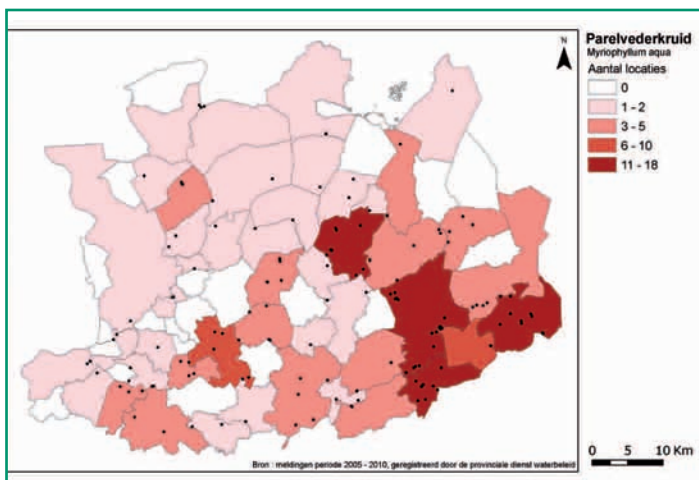 N
Parelvederkruid
Myriophyllum aqua
Aantal locaties
0
1 - 2
3 - 5
6 - 10
11 - 18
0 5 10 Km
Bron : meldingen periode 2005 - 2010, geregistreerd door de provinciale dienst waterbeleid